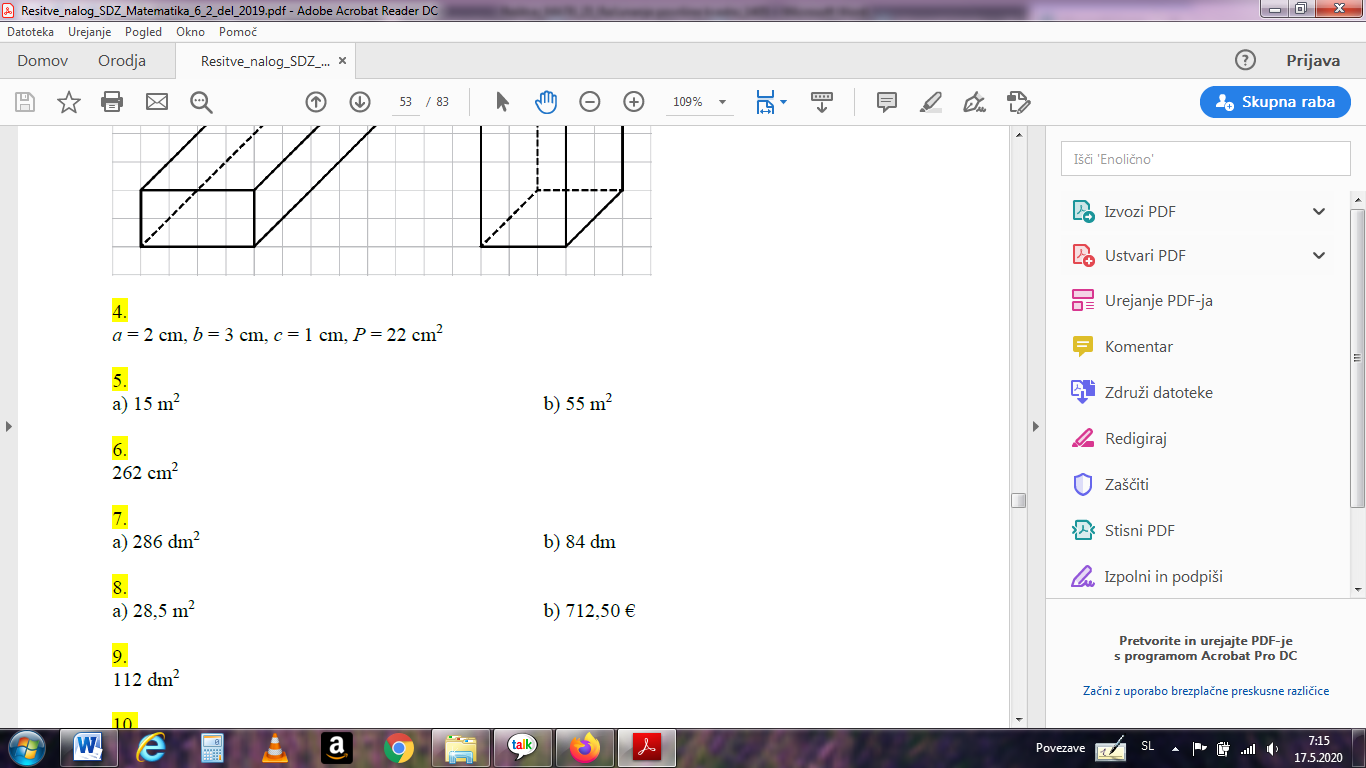 Resitve_nalog_SDZ_Matematika_6_2_del_2019.pdf - Adobe Acrobat Reader DC
Datoteka Urejanje Pogled Okno Pomoč
Domov Orodja Resitve_nalog_SDZ_... × ? Prijava
53 / 83 109% Skupna raba
4.
a = 2 cm, b = 3 cm, c = 1 cm, P = 22 cm²
5.
a) 15 m² b) 55 m²
6.
262 cm²
7.
a) 286 dm² b) 84 dm
8.
a) 28,5 m² b) 712,50 €
9.
112 dm²
10.
Išči 'Enolično'
Izvozi PDF
Ustvari PDF
Urejanje PDF-ja
Komentar
Združi datoteke
Redigiraj
Zaščiti
Stisni PDF
Izpolni in podpiši
Pretvorite in urejajte PDF-je
s programom Acrobat Pro DC
Začni z uporabo brezplačne preskusne različice
W e a talk
Povezave SL 7:15
17.5.2020